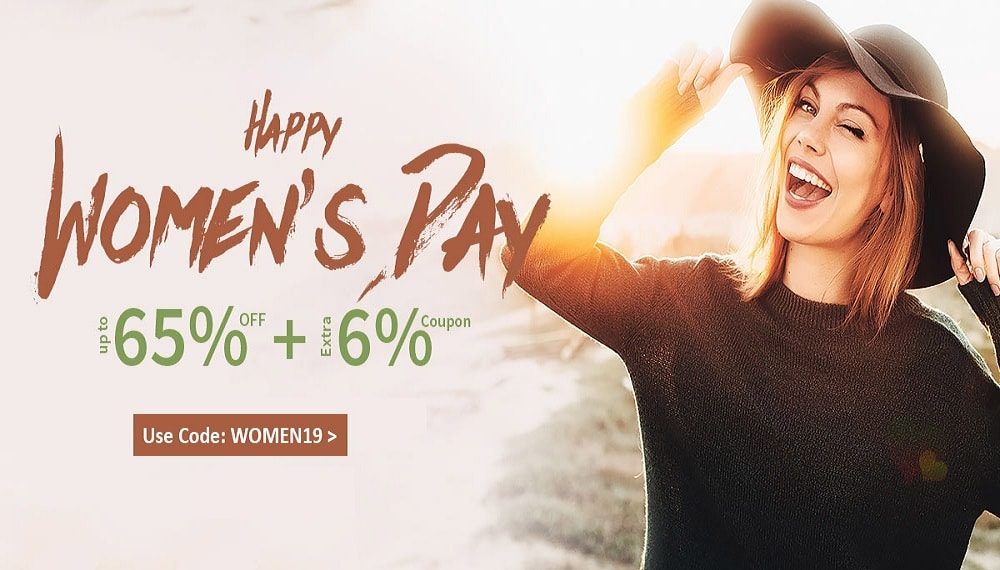 HAPPY
WOMEN'S DAY
up to 65% OFF + Extra 6% Coupon
Use Code: WOMEN19 >